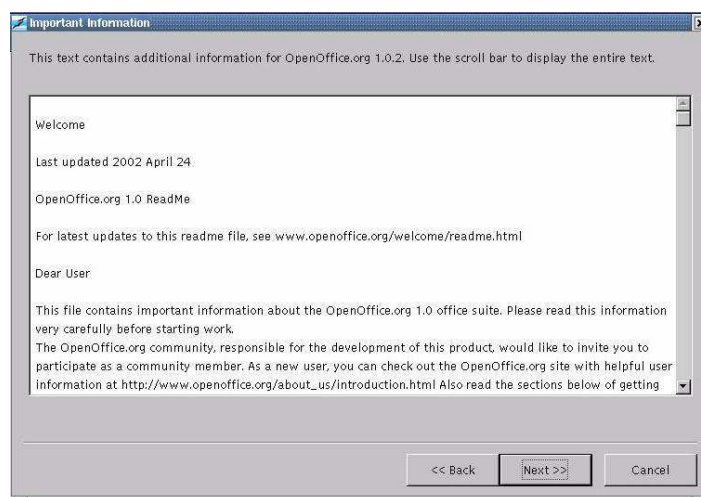 Important Information
This text contains additional information for OpenOffice.org 1.0.2. Use the scroll bar to display the entire text.
Welcome
Last updated 2002 April 24
OpenOffice.org 1.0 ReadMe
For latest updates to this readme file, see www.openoffice.org/welcome/readme.html
Dear User
This file contains important information about the OpenOffice.org 1.0 office suite. Please read this information
very carefully before starting work.
The OpenOffice.org community, responsible for the development of this product, would like to invite you to
participate as a community member. As a new user, you can check out the OpenOffice.org site with helpful user
information at http://www.openoffice.org/about_us/introduction.html Also read the sections below of getting
<< Back Next >> Cancel